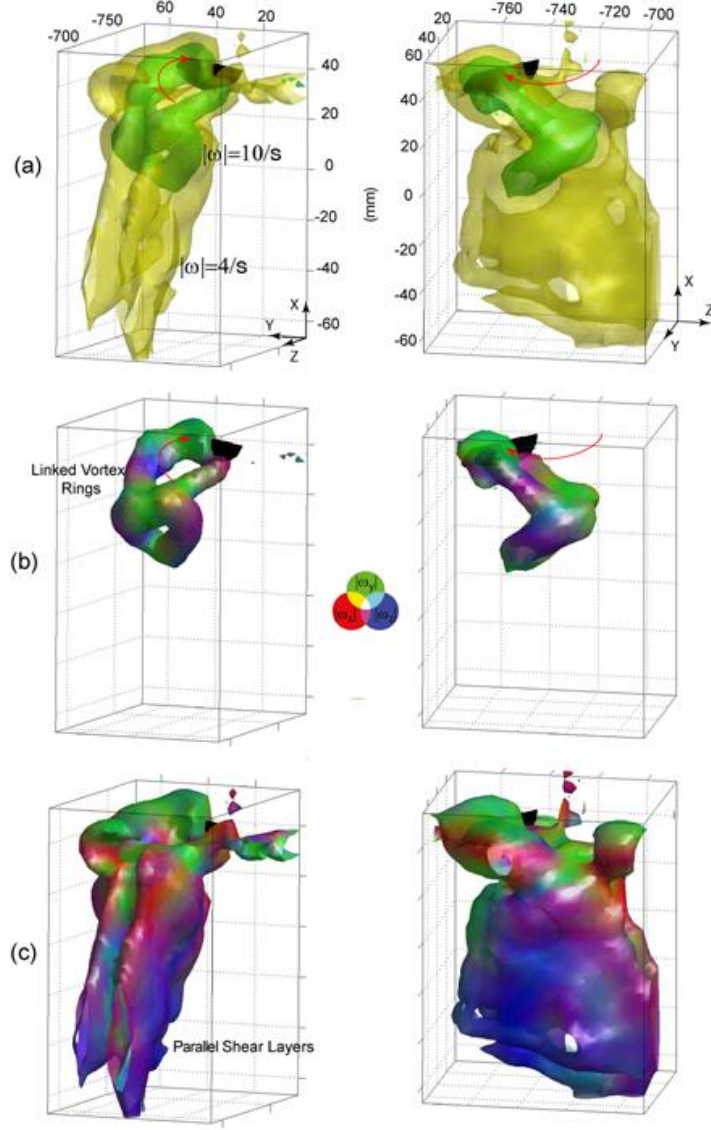 60 40 20
-750
-700
40
20
0
-20
-40
-60
(a)
|ω|=10/s
|ω|=4/s
X
Y
Z
40 20
60
-760 -740 -720 -700
60
40
20
0
-20
-40
-60
(mm)
X
Z
Y
(b)
Linked Vortex
Rings
|ωy|
|ωx| |ωz|
(c)
Parallel Shear Layers